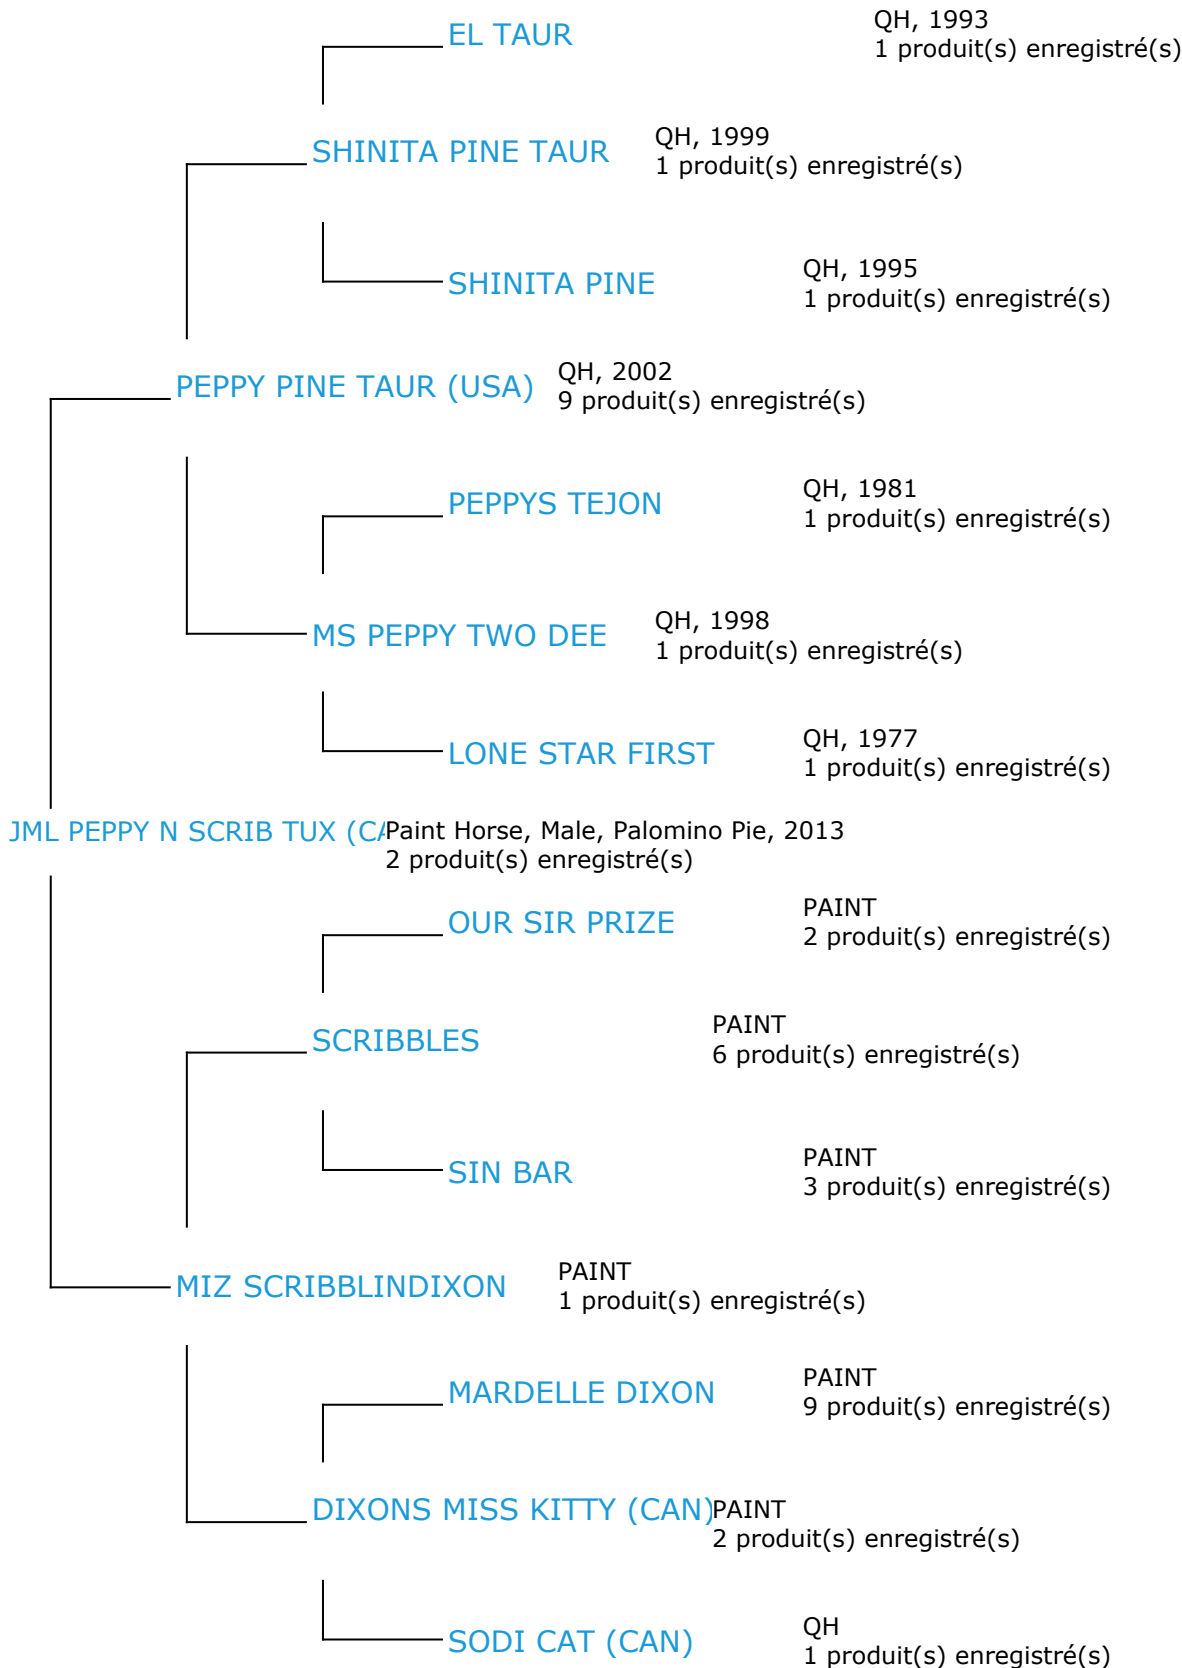 EL TAUR
QH, 1993
1 produit(s) enregistré(s)
SHINITA PINE TAUR
QH, 1999
1 produit(s) enregistré(s)
SHINITA PINE
QH, 1995
1 produit(s) enregistré(s)
PEPPY PINE TAUR (USA)
QH, 2002
9 produit(s) enregistré(s)
PEPPYS TEJON
QH, 1981
1 produit(s) enregistré(s)
MS PEPPY TWO DEE
QH, 1998
1 produit(s) enregistré(s)
LONE STAR FIRST
QH, 1977
1 produit(s) enregistré(s)
JML PEPPY N SCRIB TUX (CA
Paint Horse, Male, Palomino Pie, 2013
2 produit(s) enregistré(s)
OUR SIR PRIZE
PAINT
2 produit(s) enregistré(s)
SCRIBBLES
PAINT
6 produit(s) enregistré(s)
SIN BAR
PAINT
3 produit(s) enregistré(s)
MIZ SCRIBBLINDIXON
PAINT
1 produit(s) enregistré(s)
MARDELLE DIXON
PAINT
9 produit(s) enregistré(s)
DIXONS MISS KITTY (CAN)
PAINT
2 produit(s) enregistré(s)
SODI CAT (CAN)
QH
1 produit(s) enregistré(s)